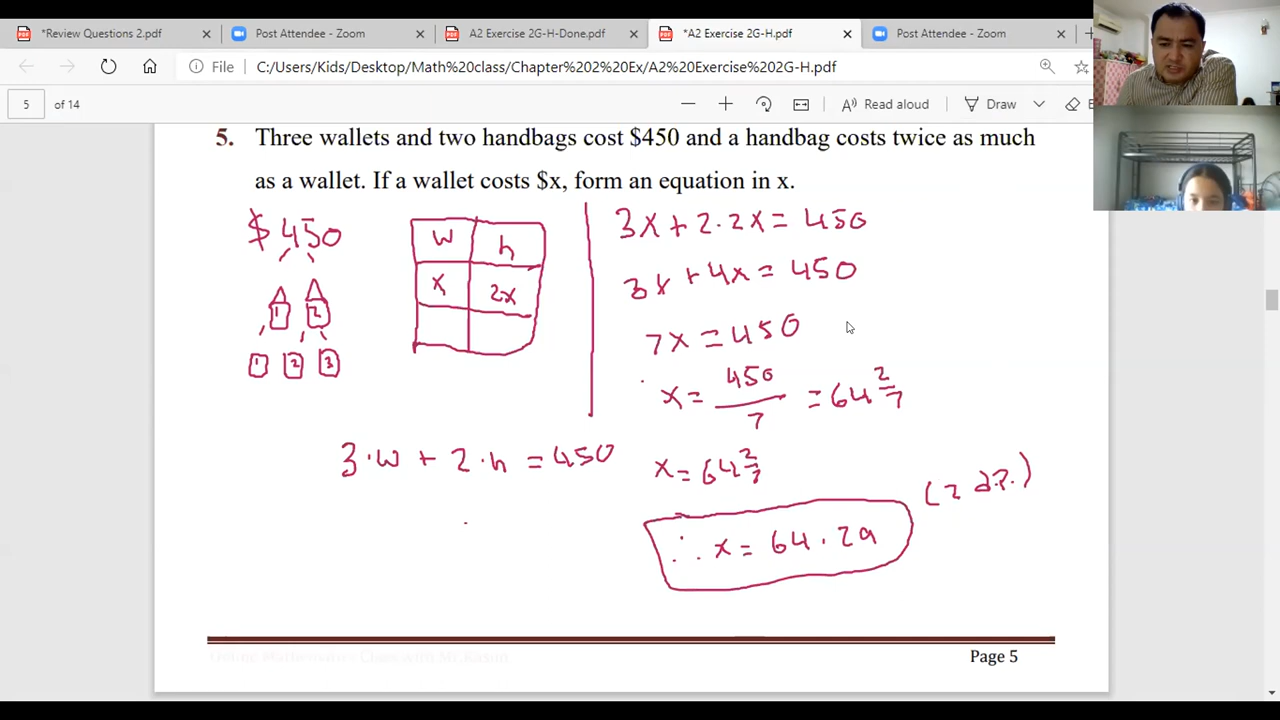 *Review Questions 2.pdf
Post Attendee - Zoom
A2 Exercise 2G-H-Done.pdf
*A2 Exercise 2G-H.pdf
Post Attendee - Zoom
File C:/Users/Kids/Desktop/Math%20class/Chapter%202%20Ex/A2%20Exercise%202G-H.pdf
5 of 14
Read aloud
Draw
5. Three wallets and two handbags cost $450 and a handbag costs twice as much
as a wallet. If a wallet costs $x, form an equation in x.
$450
1 2
1 2 3
w h
x 2x
3·w + 2·h = 450
3x + 2·2x = 450
3x + 4x = 450
7x = 450
x = 450/7 = 64 2/7
x = 64 2/7
∴ x = 64.29
(2 d.p.)
Page 5